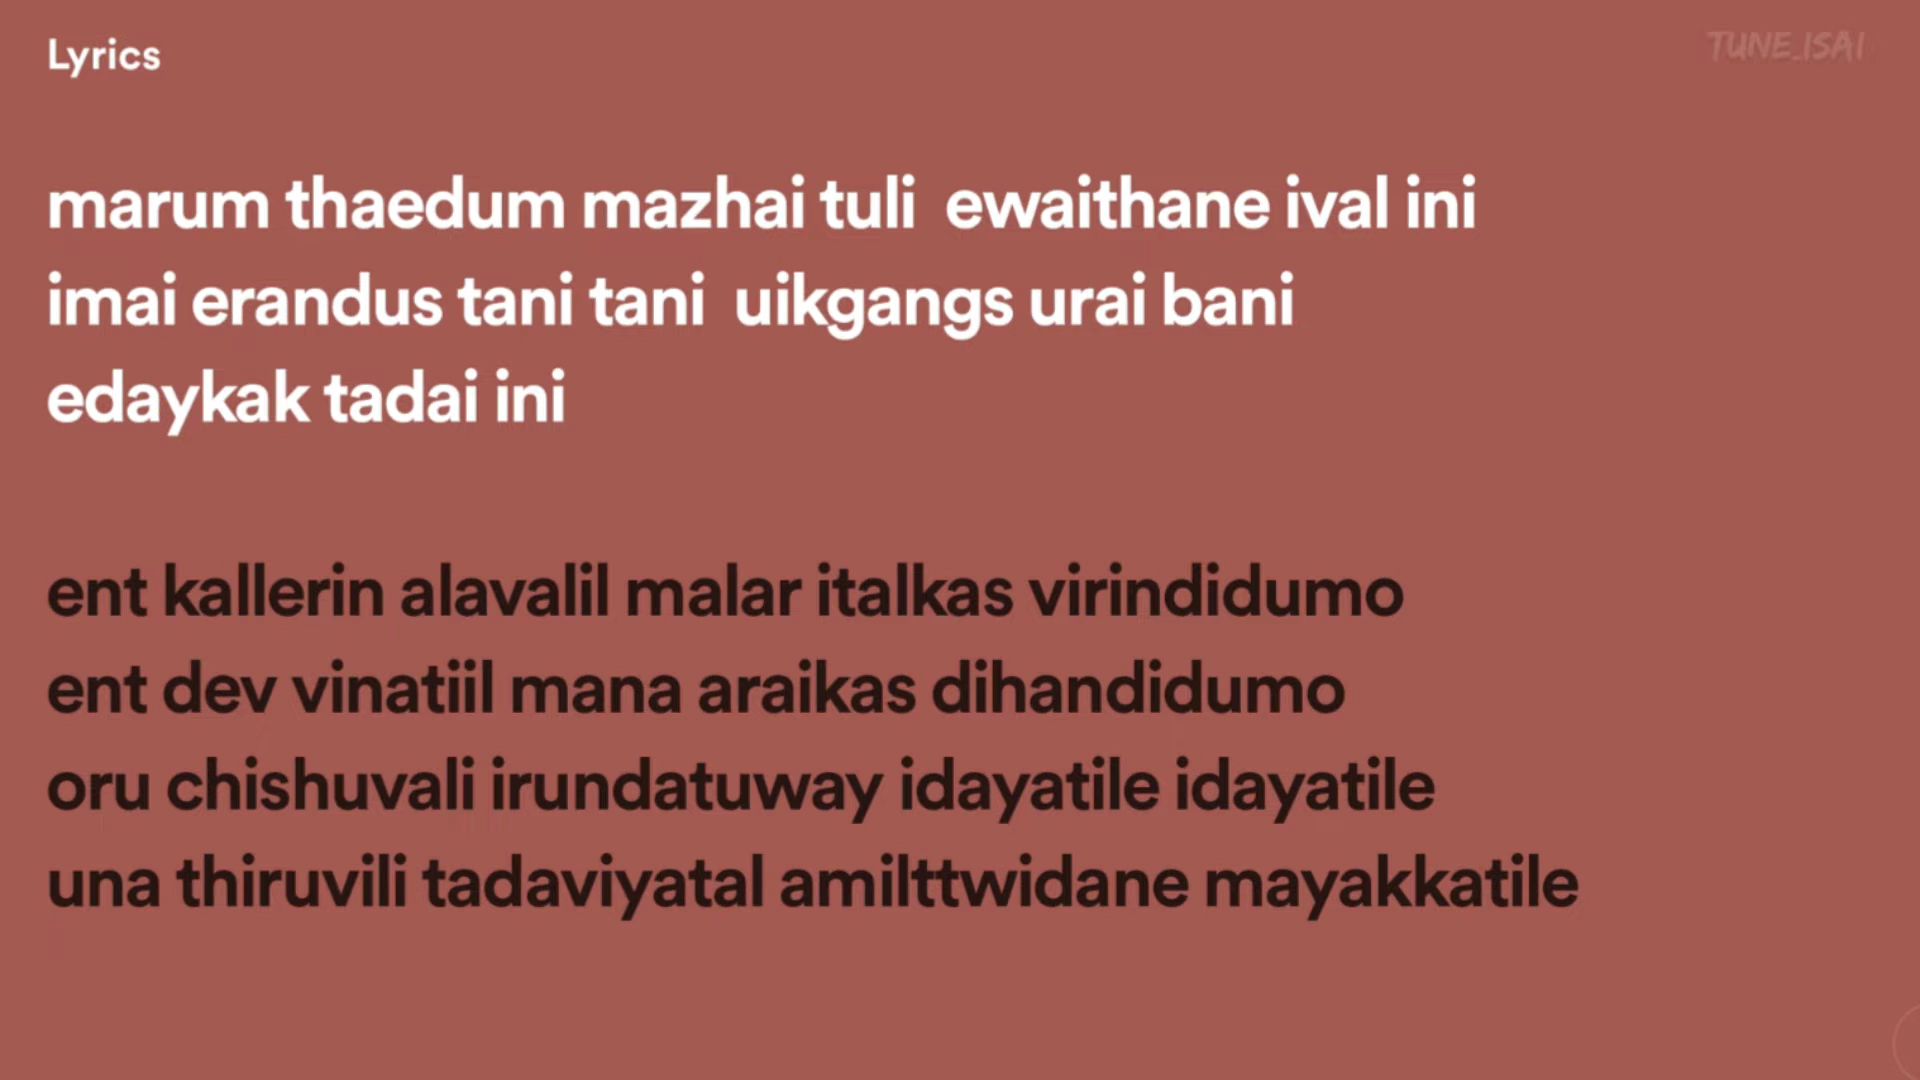 Lyrics
TUNE_ISAI
marum thaedum mazhai tuli  ewaithane ival ini
imai erandus tani tani  uikgangs urai bani
edaykak tadai ini
ent kallerin alavalil malar italkas virindidumo
ent dev vinatiil mana araikas dihandidumo
oru chishuvali irundatuway idayatile idayatile
una thiruvili tadaviyatal amilttwidane mayakkatile